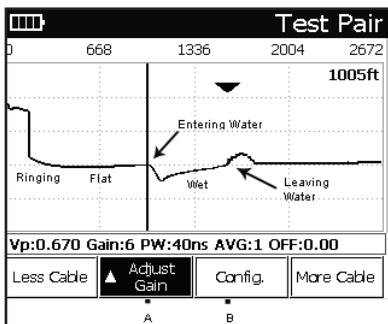 Test Pair
0 668 1336 2004 2672
1005ft
Entering Water
Ringing Flat Wet Leaving
Water
Vp:0.670 Gain:6 PW:40ns AVG:1 OFF:0.00
Less Cable ▲ Adjust Gain Config. More Cable
A B